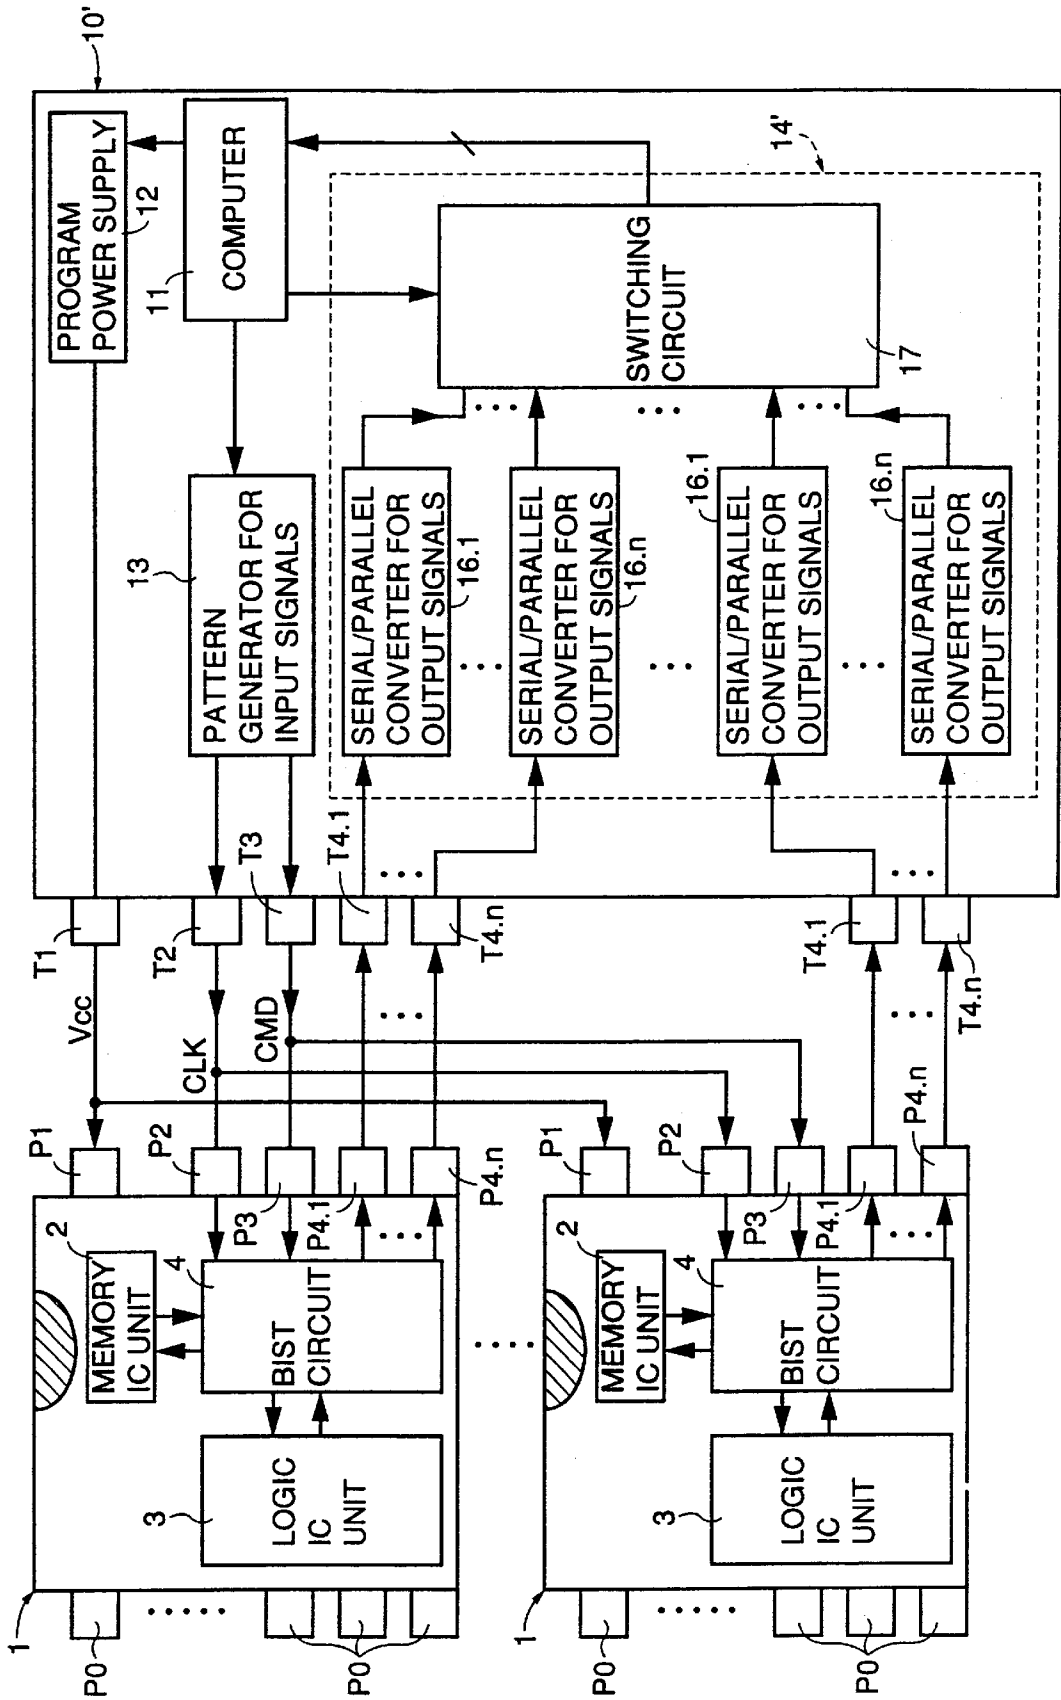 1
P0
P0
3
LOGIC
IC
UNIT
2
MEMORY
IC UNIT
4
BIST
CIRCUIT
P1
P2
P3
P4.1
P4.n
Vcc
CLK
CMD
T1
T2
T3
T4.1
T4.n
10'
PROGRAM
POWER SUPPLY
12
11
COMPUTER
13
PATTERN
GENERATOR FOR
INPUT SIGNALS
14'
SERIAL/PARALLEL
CONVERTER FOR
OUTPUT SIGNALS
16.1
SERIAL/PARALLEL
CONVERTER FOR
OUTPUT SIGNALS
16.n
SWITCHING
CIRCUIT
17
1
P0
P0
3
LOGIC
IC
UNIT
2
MEMORY
IC UNIT
4
BIST
CIRCUIT
P1
P2
P3
P4.1
P4.n
T4.1
T4.n
16.1
SERIAL/PARALLEL
CONVERTER FOR
OUTPUT SIGNALS
16.n
SERIAL/PARALLEL
CONVERTER FOR
OUTPUT SIGNALS